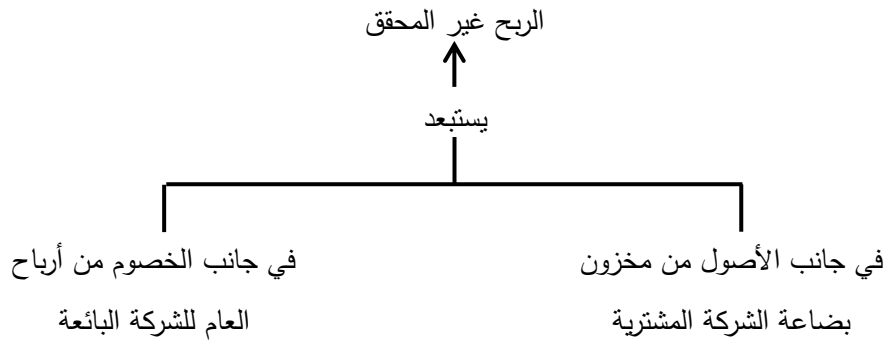 الربح غير المحقق
يستبعد
في جانب الأصول من مخزون
بضاعة الشركة المشترية
في جانب الخصوم من أرباح
العام للشركة البائعة